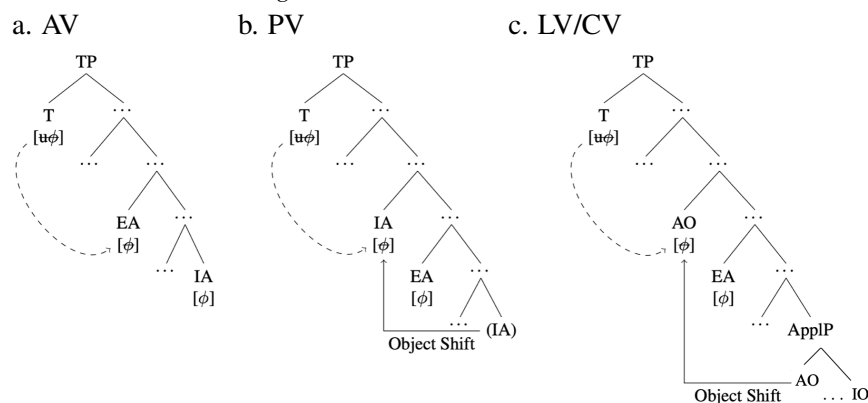 a. AV
TP
T …
[uϕ]
… …
EA …
[ϕ]
… IA
[ϕ]
b. PV
TP
T …
[uϕ]
… …
IA …
[ϕ]
EA …
[ϕ]
… (IA)
Object Shift
c. LV/CV
TP
T …
[uϕ]
… …
AO …
[ϕ]
EA …
[ϕ]
… ApplP
AO … IO
Object Shift